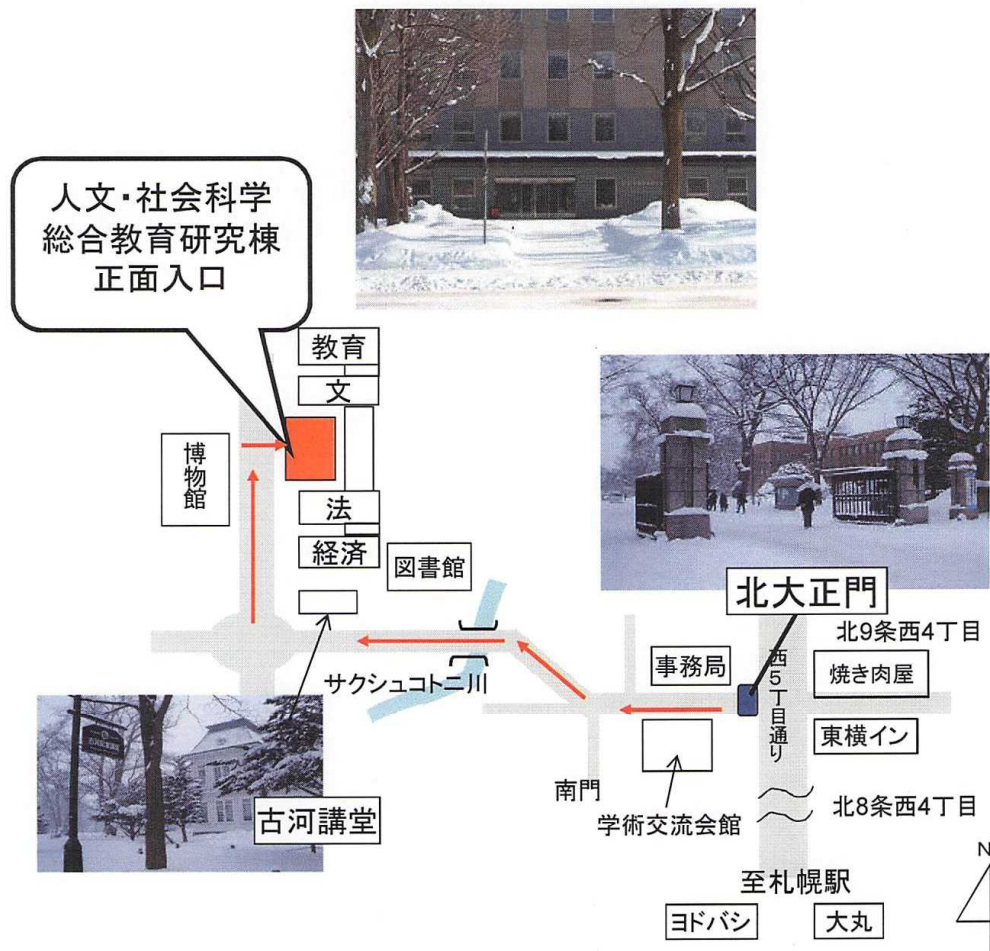 人文・社会科学
総合教育研究棟
正面入口
教育
文
博物館
法
経済
図書館
北大正門
北9条西4丁目
事務局
西5丁目通り
焼き肉屋
サクシュコトニ川
東横イン
南門
学術交流会館
北8条西4丁目
古河講堂
至札幌駅
ヨドバシ
大丸
N